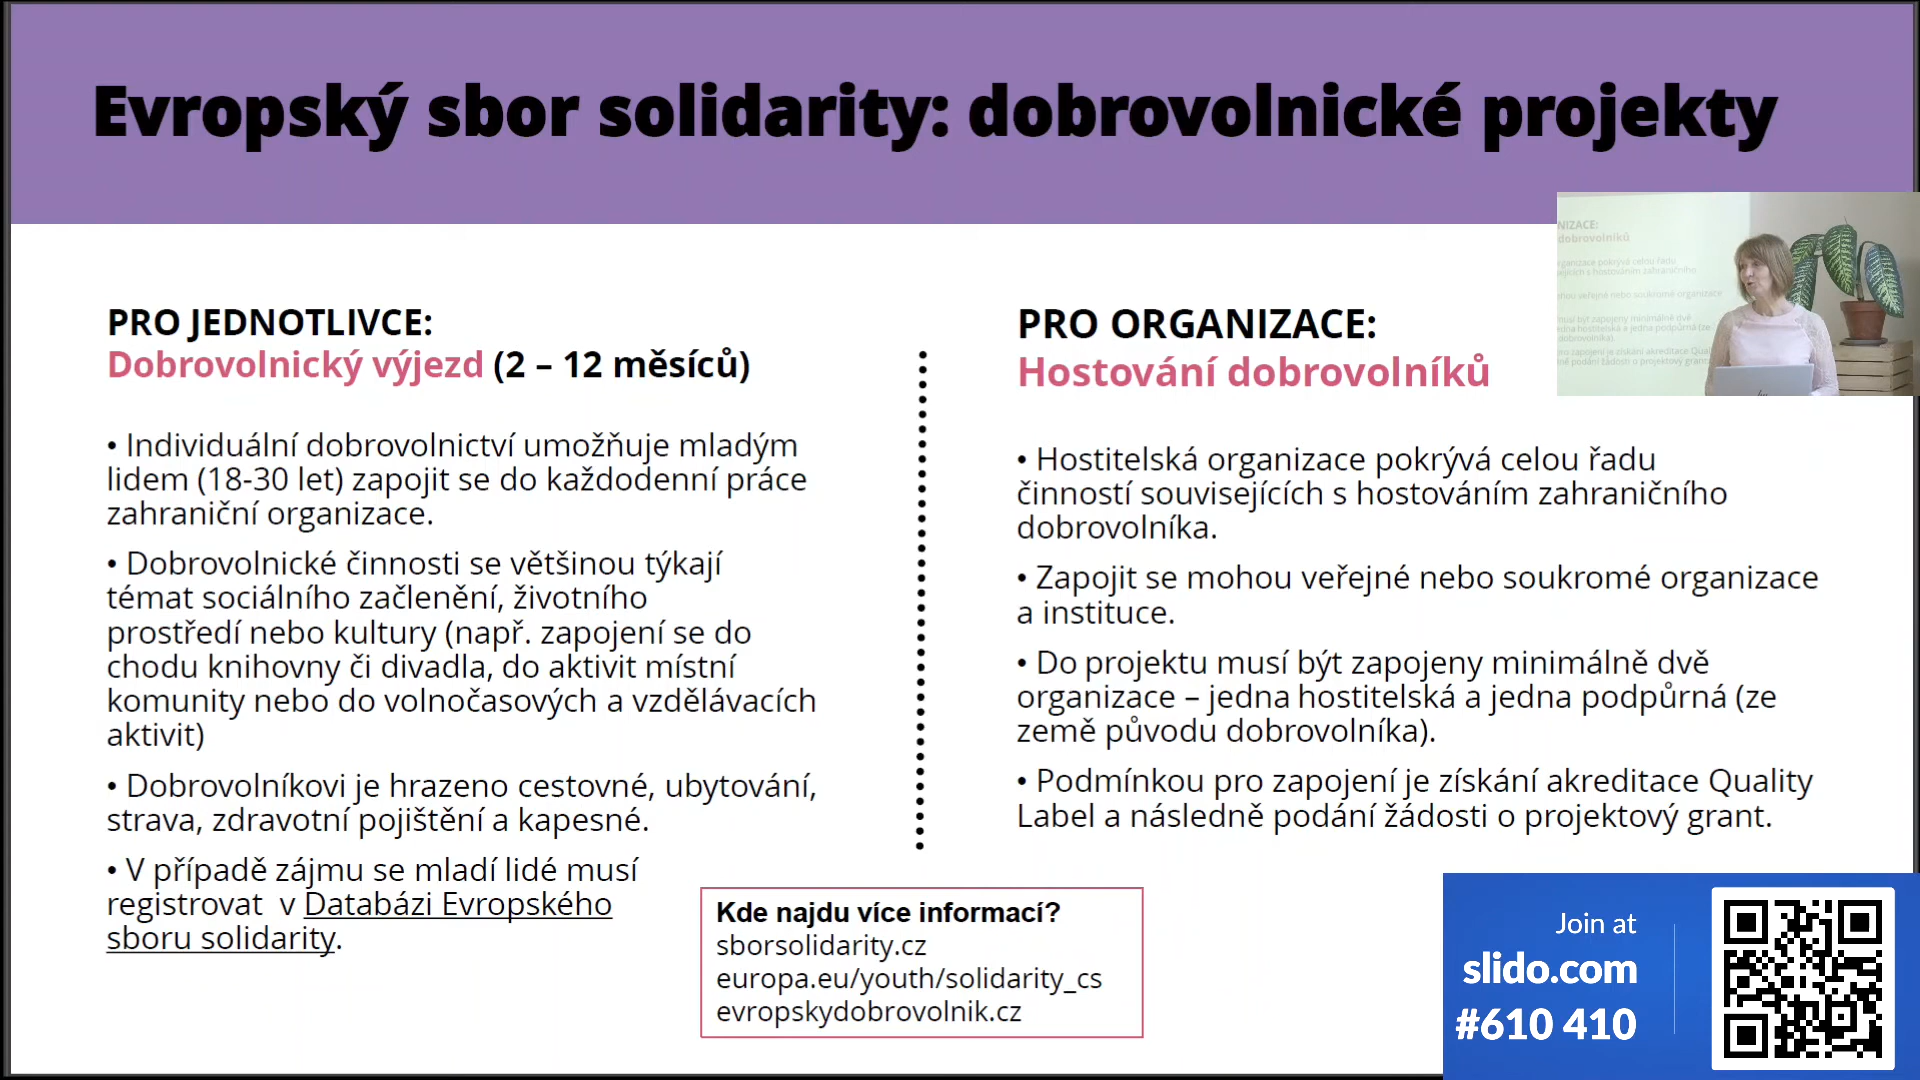 Evropský sbor solidarity: dobrovolnické projekty
PRO JEDNOTLIVCE:
Dobrovolnický výjezd (2 – 12 měsíců)
• Individuální dobrovolnictví umožňuje mladým
lidem (18-30 let) zapojit se do každodenní práce
zahraniční organizace.
• Dobrovolnické činnosti se většinou týkají
témat sociálního začlenění, životního
prostředí nebo kultury (např. zapojení se do
chodu knihovny či divadla, do aktivit místní
komunity nebo do volnočasových a vzdělávacích
aktivit)
• Dobrovolníkovi je hrazeno cestovné, ubytování,
strava, zdravotní pojištění a kapesné.
• V případě zájmu se mladí lidé musí
registrovat v Databázi Evropského
sboru solidarity.
PRO ORGANIZACE:
Hostování dobrovolníků
• Hostitelská organizace pokrývá celou řadu
činností souvisejících s hostováním zahraničního
dobrovolníka.
• Zapojit se mohou veřejné nebo soukromé organizace
a instituce.
• Do projektu musí být zapojeny minimálně dvě
organizace – jedna hostitelská a jedna podpůrná (ze
země původu dobrovolníka).
• Podmínkou pro zapojení je získání akreditace Quality
Label a následně podání žádosti o projektový grant.
Kde najdu více informací?
sborsolidarity.cz
europa.eu/youth/solidarity_cs
evropskydobrovolnik.cz
NIZACE:
dobrovolníků
Join at
slido.com
#610 410